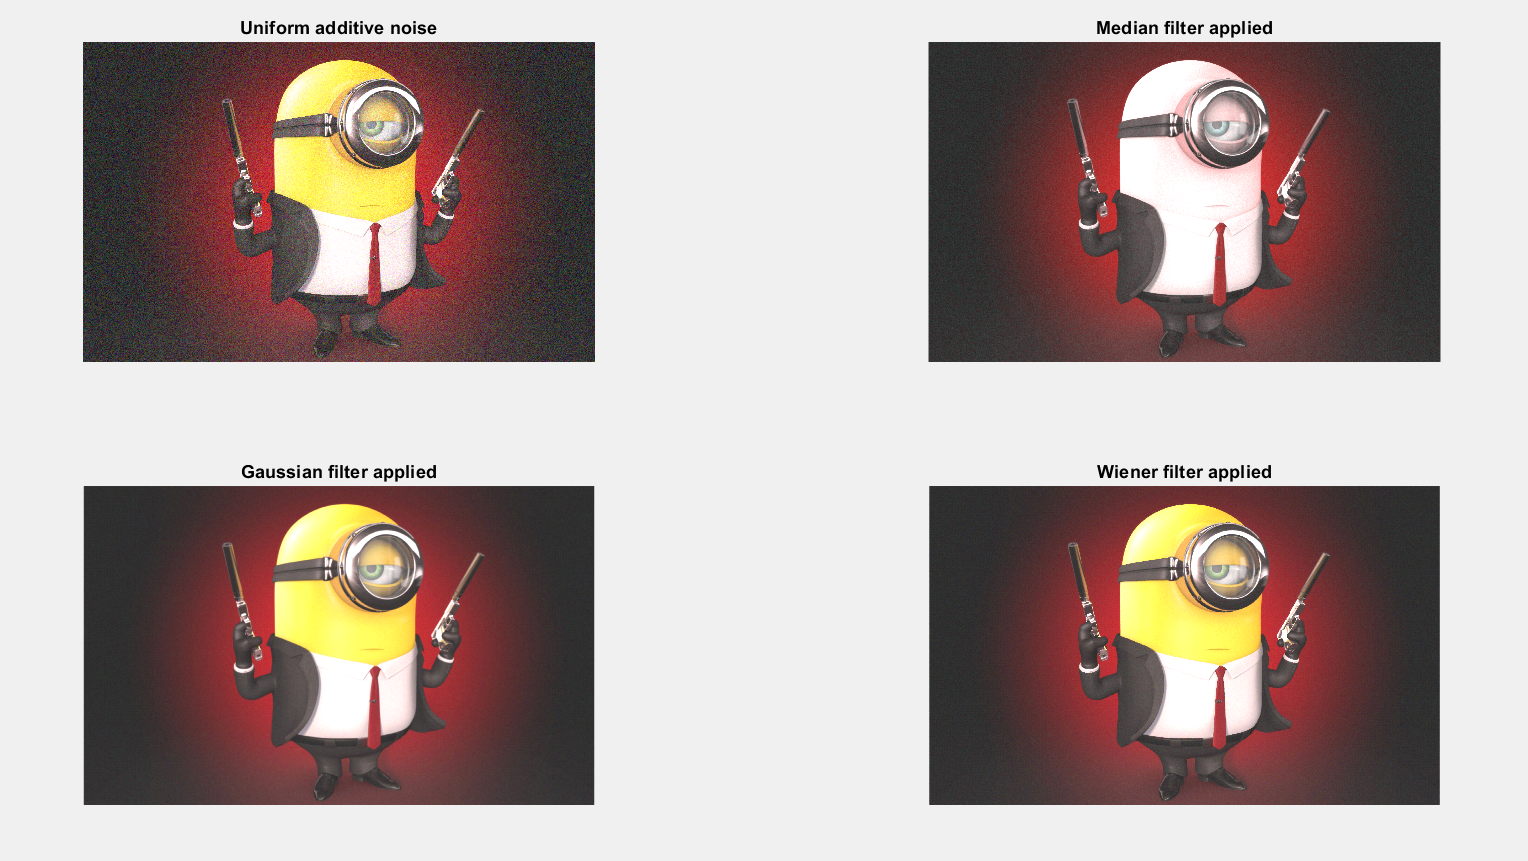 Uniform additive noise
Median filter applied
Gaussian filter applied
Wiener filter applied